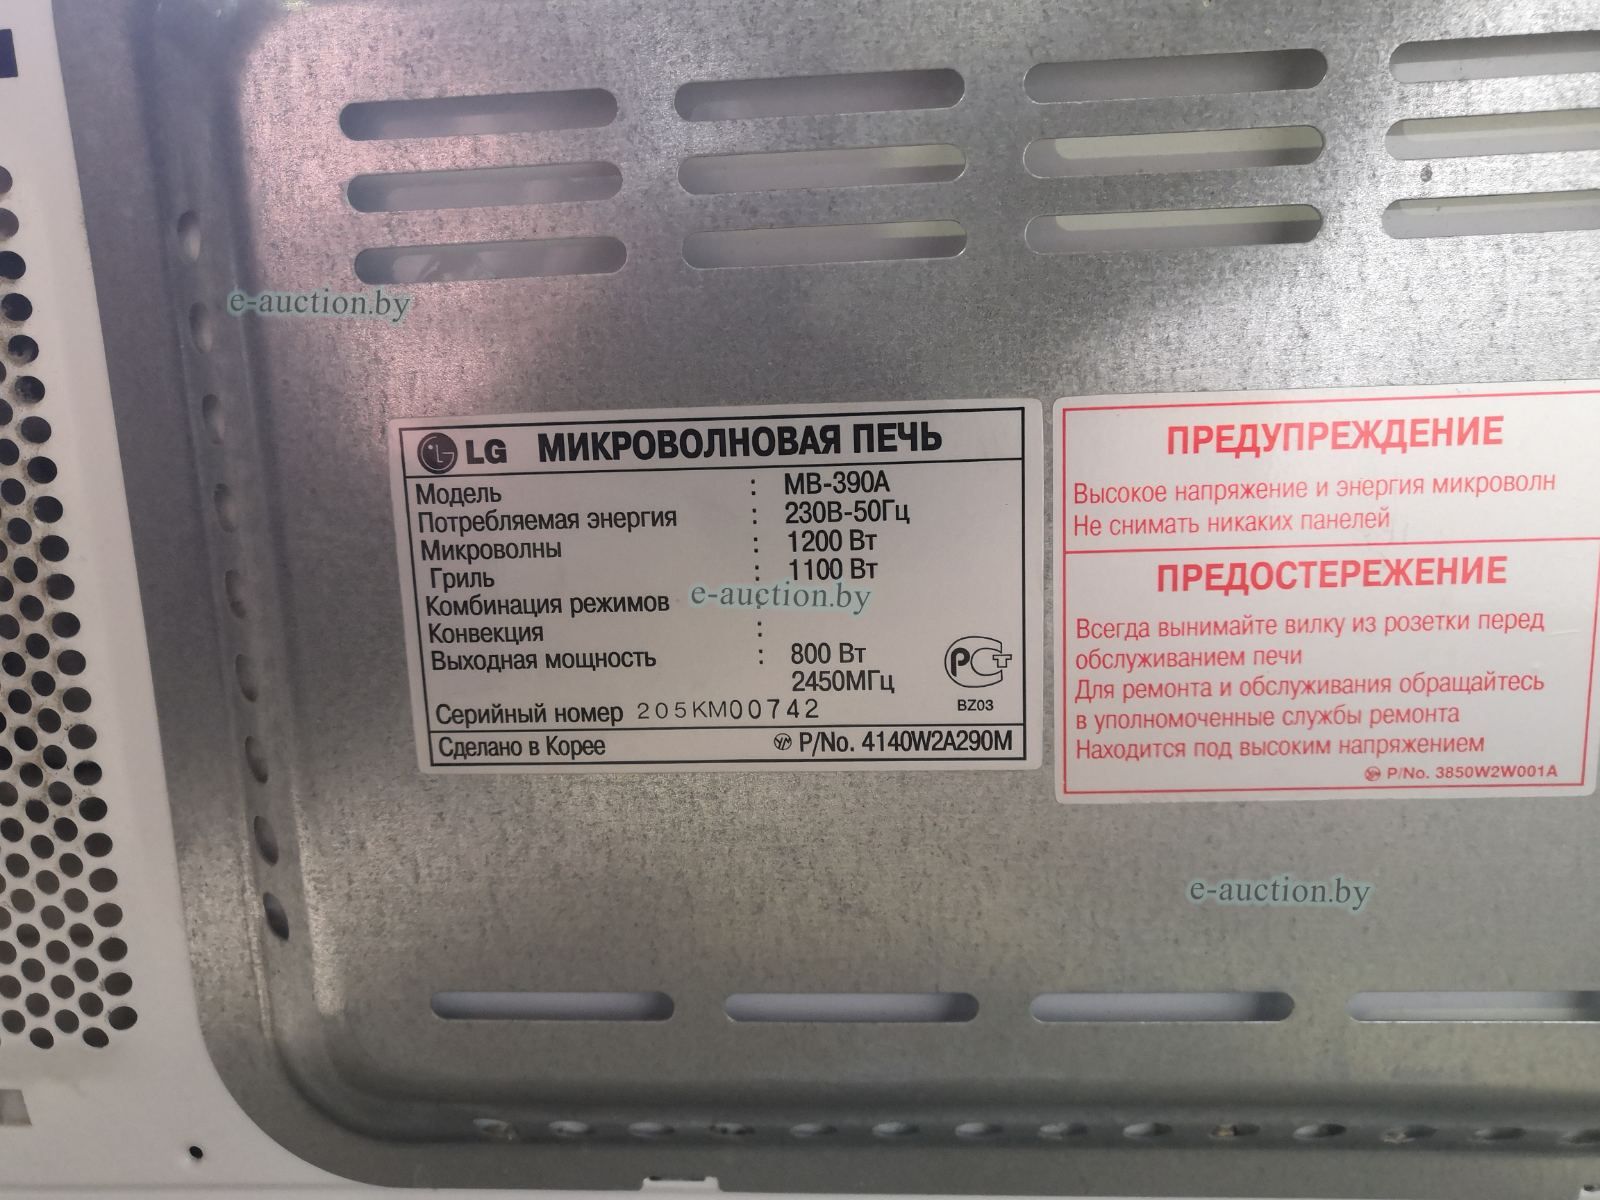 e-auction.by
LG МИКРОВОЛНОВАЯ ПЕЧЬ
Модель : МВ-390А
Потребляемая энергия : 230В-50Гц
Микроволны : 1200 Вт
Гриль : 1100 Вт
Комбинация режимов :
e-auction.by
Конвекция :
Выходная мощность : 800 Вт
2450МГц
Серийный номер 205KM00742
BZ03
Сделано в Корее P/No. 4140W2A290M
ПРЕДУПРЕЖДЕНИЕ
Высокое напряжение и энергия микроволн
Не снимать никаких панелей
ПРЕДОСТЕРЕЖЕНИЕ
Всегда вынимайте вилку из розетки перед
обслуживанием печи
Для ремонта и обслуживания обращайтесь
в уполномоченные службы ремонта
Находится под высоким напряжением
P/No. 3850W2W001A
e-auction.by